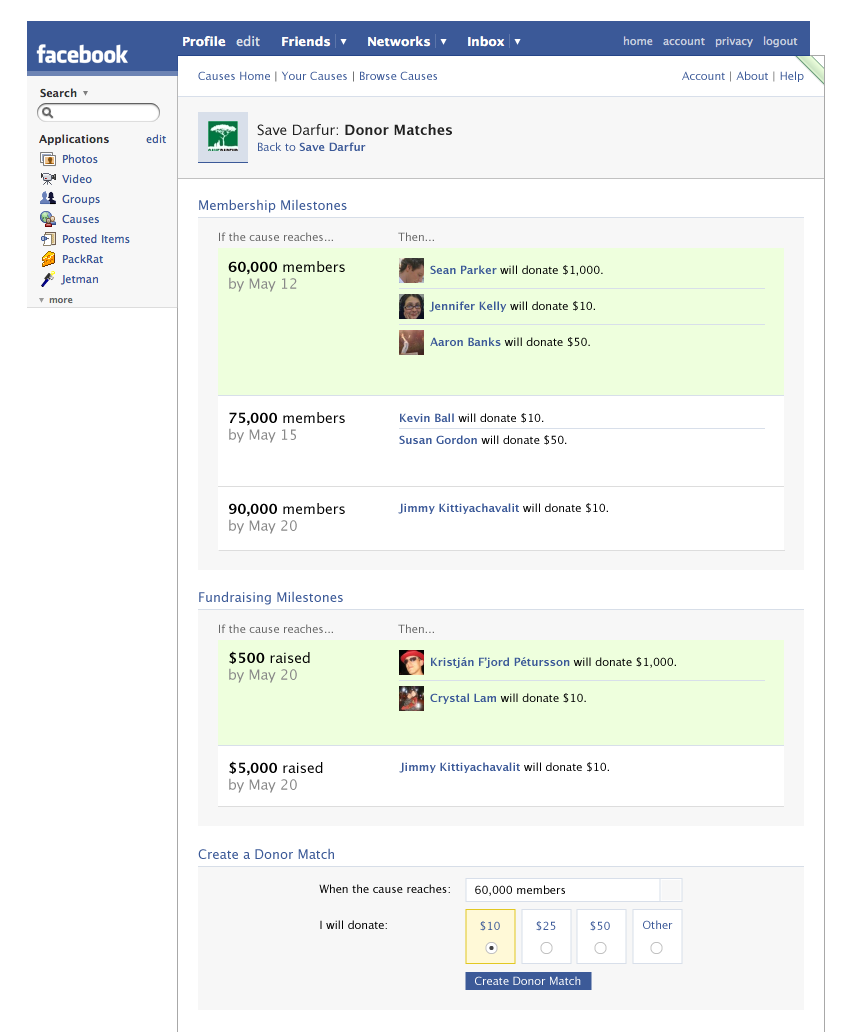 facebook
Profile edit Friends ▼ Networks ▼ Inbox ▼ home account privacy logout
Search ▼
Applications edit
Photos
Video
Groups
Causes
Posted Items
PackRat
Jetman
▼ more
Causes Home | Your Causes | Browse Causes Account | About | Help
Save Darfur: Donor Matches
Back to Save Darfur
Membership Milestones
If the cause reaches... Then...
60,000 members
by May 12
Sean Parker will donate $1,000.
Jennifer Kelly will donate $10.
Aaron Banks will donate $50.
75,000 members
by May 15
Kevin Ball will donate $10.
Susan Gordon will donate $50.
90,000 members
by May 20
Jimmy Kittiyachavalit will donate $10.
Fundraising Milestones
If the cause reaches... Then...
$500 raised
by May 20
Kristján F'jord Pétursson will donate $1,000.
Crystal Lam will donate $10.
$5,000 raised
by May 20
Jimmy Kittiyachavalit will donate $10.
Create a Donor Match
When the cause reaches: 60,000 members
I will donate: $10 $25 $50 Other
Create Donor Match